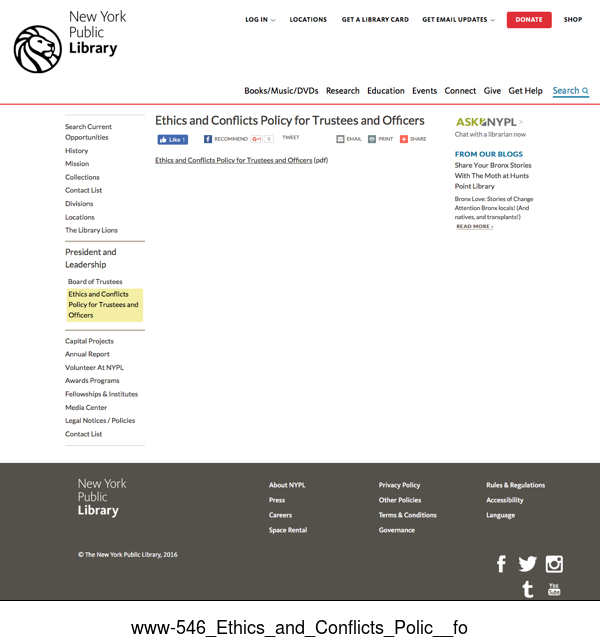 New York
Public
Library
LOG IN LOCATIONS GET A LIBRARY CARD GET EMAIL UPDATES DONATE SHOP
Books/Music/DVDs Research Education Events Connect Give Get Help Search
Search Current
Opportunities
History
Mission
Collections
Contact List
Divisions
Locations
The Library Lions
President and
Leadership
Board of Trustees
Ethics and Conflicts
Policy for Trustees and
Officers
Capital Projects
Annual Report
Volunteer At NYPL
Awards Programs
Fellowships & Institutes
Media Center
Legal Notices / Policies
Contact List
Ethics and Conflicts Policy for Trustees and Officers
Like 1 RECOMMEND G+1 0 TWEET EMAIL PRINT SHARE
Ethics and Conflicts Policy for Trustees and Officers (pdf)
ASK NYPL >
Chat with a librarian now
FROM OUR BLOGS
Share Your Bronx Stories
With The Moth at Hunts
Point Library
Bronx Love: Stories of Change
Attention Bronx locals! (And
natives, and transplants!)
READ MORE ›
New York
Public
Library
© The New York Public Library, 2016
About NYPL
Press
Careers
Space Rental
Privacy Policy
Other Policies
Terms & Conditions
Governance
Rules & Regulations
Accessibility
Language
You
Tube
www-546_Ethics_and_Conflicts_Polic__fo